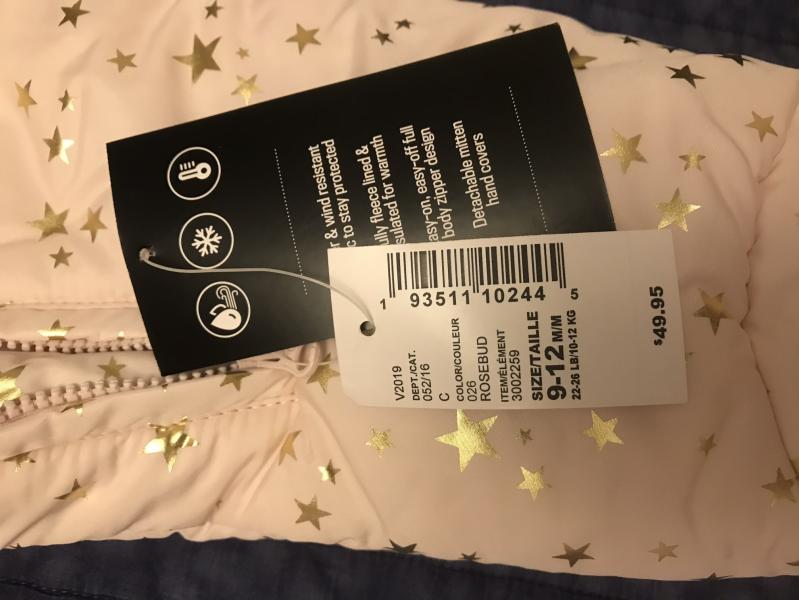 r & wind resistant
c to stay protected
ully fleece lined &
sulated for warmth
asy-on, easy-off full
body zipper design
Detachable mitten
hand covers
1 93511 10244 5
V2019
DEPT./CAT.
052/16
C
COLOR/COULEUR
026
ROSEBUD
ITEM/ÉLÉMENT
3002259
SIZE/TAILLE
9-12 M/M
22-26 LB/10-12 KG
$49.95